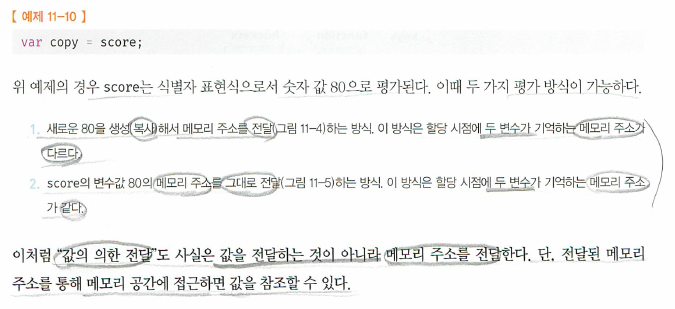 【 예제 11-10 】
var copy = score;
위 예제의 경우 score는 식별자 표현식으로서 숫자 값 80으로 평가된다. 이때 두 가지 평가 방식이 가능하다.
1. 새로운 80을 생성(복사)해서 메모리 주소를 전달(그림 11-4)하는 방식. 이 방식은 할당 시점에 두 변수가 기억하는 메모리 주소가
다르다.
2. score의 변수값 80의 메모리 주소를 그대로 전달(그림 11-5)하는 방식. 이 방식은 할당 시점에 두 변수가 기억하는 메모리 주소
가 같다.
이처럼 “값의 의한 전달”도 사실은 값을 전달하는 것이 아니라 메모리 주소를 전달한다. 단, 전달된 메모리
주소를 통해 메모리 공간에 접근하면 값을 참조할 수 있다.